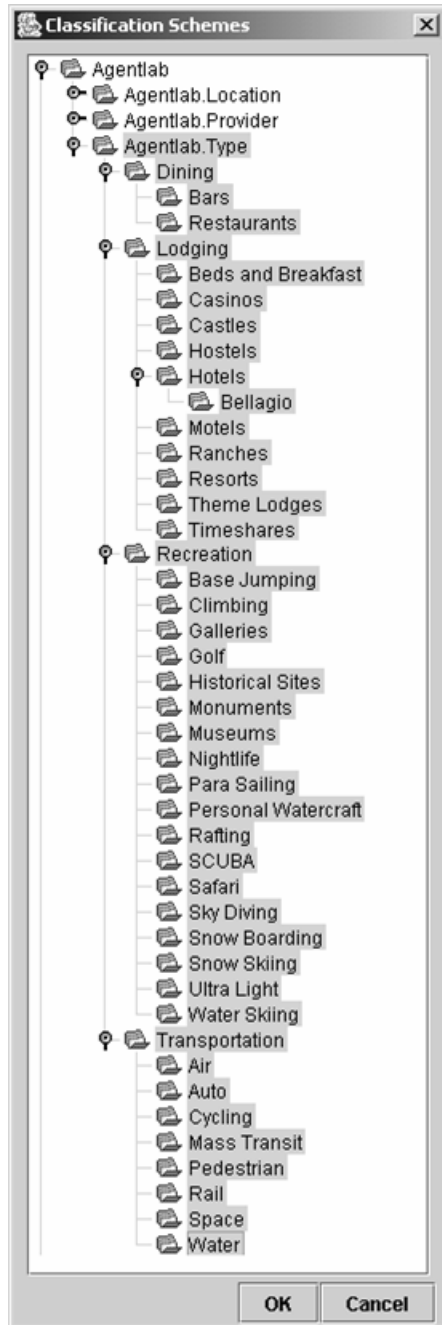 Classification Schemes
Agentlab
Agentlab.Location
Agentlab.Provider
Agentlab.Type
Dining
Bars
Restaurants
Lodging
Beds and Breakfast
Casinos
Castles
Hostels
Hotels
Bellagio
Motels
Ranches
Resorts
Theme Lodges
Timeshares
Recreation
Base Jumping
Climbing
Galleries
Golf
Historical Sites
Monuments
Museums
Nightlife
Para Sailing
Personal Watercraft
Rafting
SCUBA
Safari
Sky Diving
Snow Boarding
Snow Skiing
Ultra Light
Water Skiing
Transportation
Air
Auto
Cycling
Mass Transit
Pedestrian
Rail
Space
Water
OK Cancel